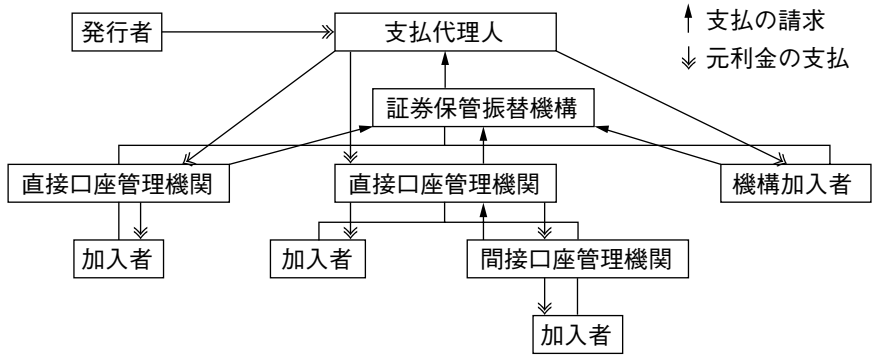 発行者
支払代理人
支払の請求
元利金の支払
証券保管振替機構
直接口座管理機関
直接口座管理機関
機構加入者
加入者
加入者
間接口座管理機関
加入者